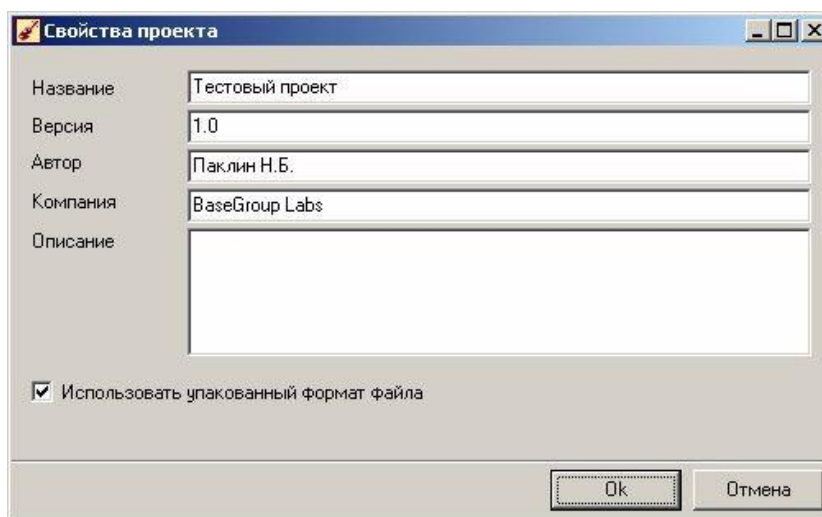 Свойства проекта
Название Тестовый проект
Версия 1.0
Автор Паклин Н.Б.
Компания BaseGroup Labs
Описание
Использовать упакованный формат файла
Ok Отмена